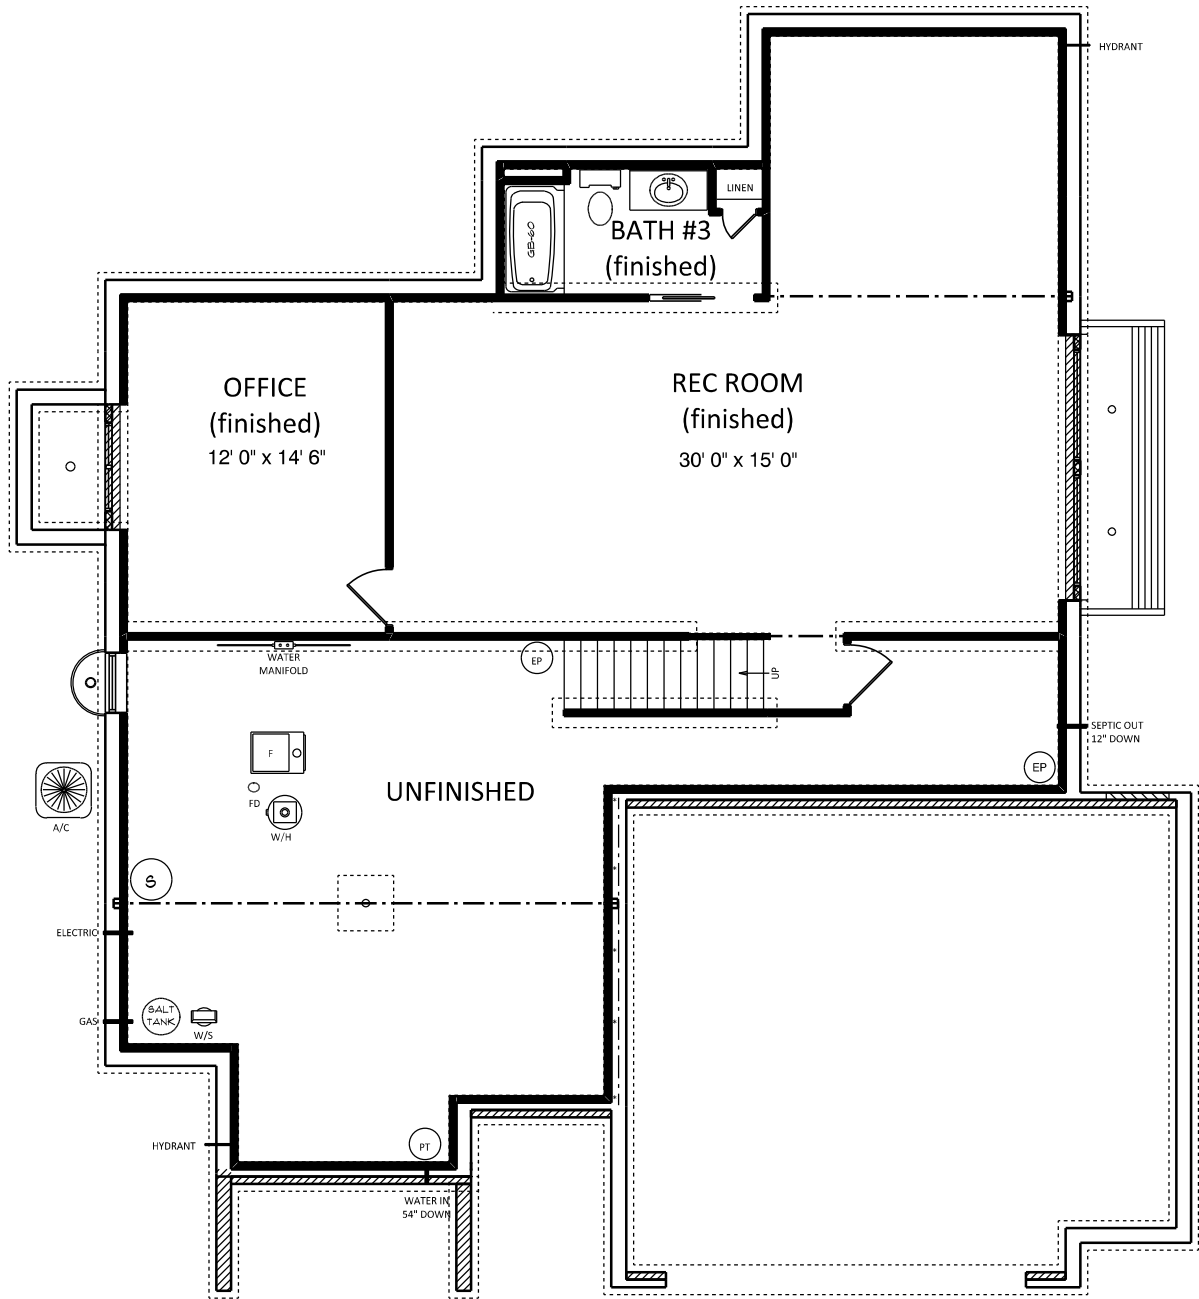 HYDRANT
LINEN
GB-60
BATH #3
(finished)
OFFICE
(finished)
12' 0" x 14' 6"
REC ROOM
(finished)
30' 0" x 15' 0"
WATER
MANIFOLD
EP
UP
SEPTIC OUT
12" DOWN
F
EP
FD
UNFINISHED
W/H
A/C
S
ELECTRIC
SALT
TANK
GAS
W/S
HYDRANT
PT
WATER IN
54" DOWN